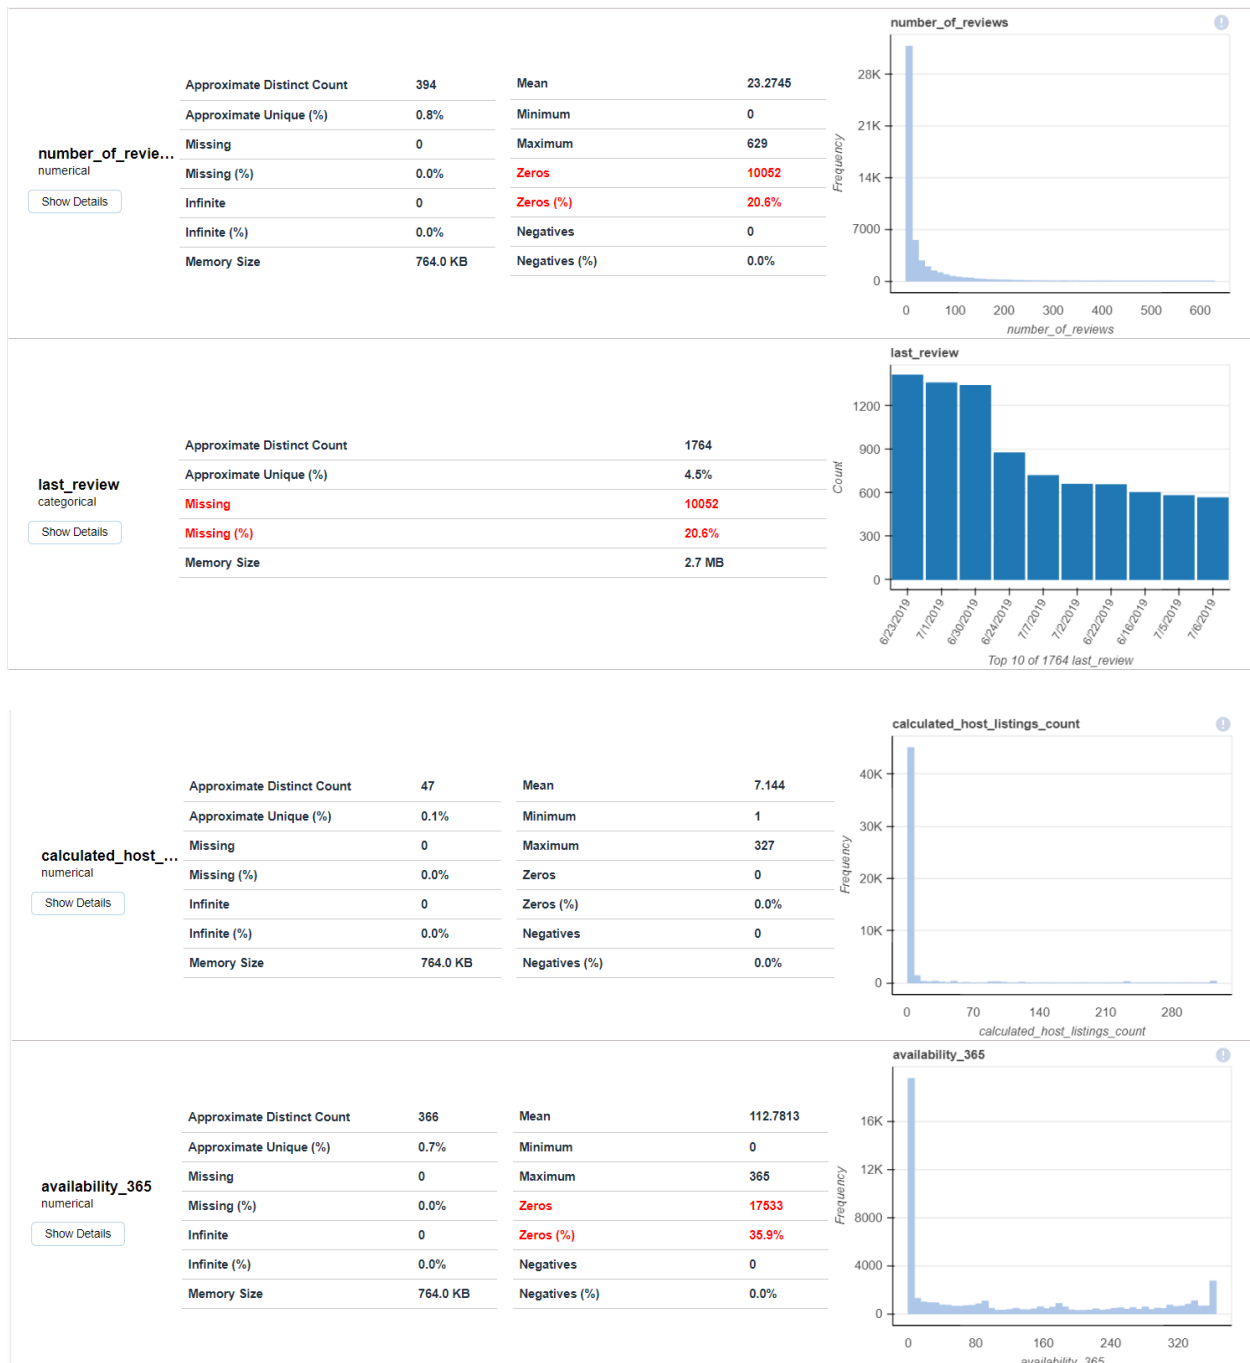 number_of_reviews
number_of_revie...
numerical
Show Details
Approximate Distinct Count 394
Approximate Unique (%) 0.8%
Missing 0
Missing (%) 0.0%
Infinite 0
Infinite (%) 0.0%
Memory Size 764.0 KB
Mean 23.2745
Minimum 0
Maximum 629
Zeros 10052
Zeros (%) 20.6%
Negatives 0
Negatives (%) 0.0%
Frequency
28K
21K
14K
7000
0
0 100 200 300 400 500 600
number_of_reviews
last_review
last_review
categorical
Show Details
Approximate Distinct Count 1764
Approximate Unique (%) 4.5%
Missing 10052
Missing (%) 20.6%
Memory Size 2.7 MB
Count
1200
900
600
300
0
6/23/2019 7/1/2019 6/30/2019 6/24/2019 7/7/2019 7/2/2019 6/22/2019 6/16/2019 7/5/2019 7/6/2019
Top 10 of 1764 last_review
calculated_host_listings_count
calculated_host_...
numerical
Show Details
Approximate Distinct Count 47
Approximate Unique (%) 0.1%
Missing 0
Missing (%) 0.0%
Infinite 0
Infinite (%) 0.0%
Memory Size 764.0 KB
Mean 7.144
Minimum 1
Maximum 327
Zeros 0
Zeros (%) 0.0%
Negatives 0
Negatives (%) 0.0%
Frequency
40K
30K
20K
10K
0
0 70 140 210 280
calculated_host_listings_count
availability_365
availability_365
numerical
Show Details
Approximate Distinct Count 366
Approximate Unique (%) 0.7%
Missing 0
Missing (%) 0.0%
Infinite 0
Infinite (%) 0.0%
Memory Size 764.0 KB
Mean 112.7813
Minimum 0
Maximum 365
Zeros 17533
Zeros (%) 35.9%
Negatives 0
Negatives (%) 0.0%
Frequency
16K
12K
8000
4000
0
0 80 160 240 320
availability_365